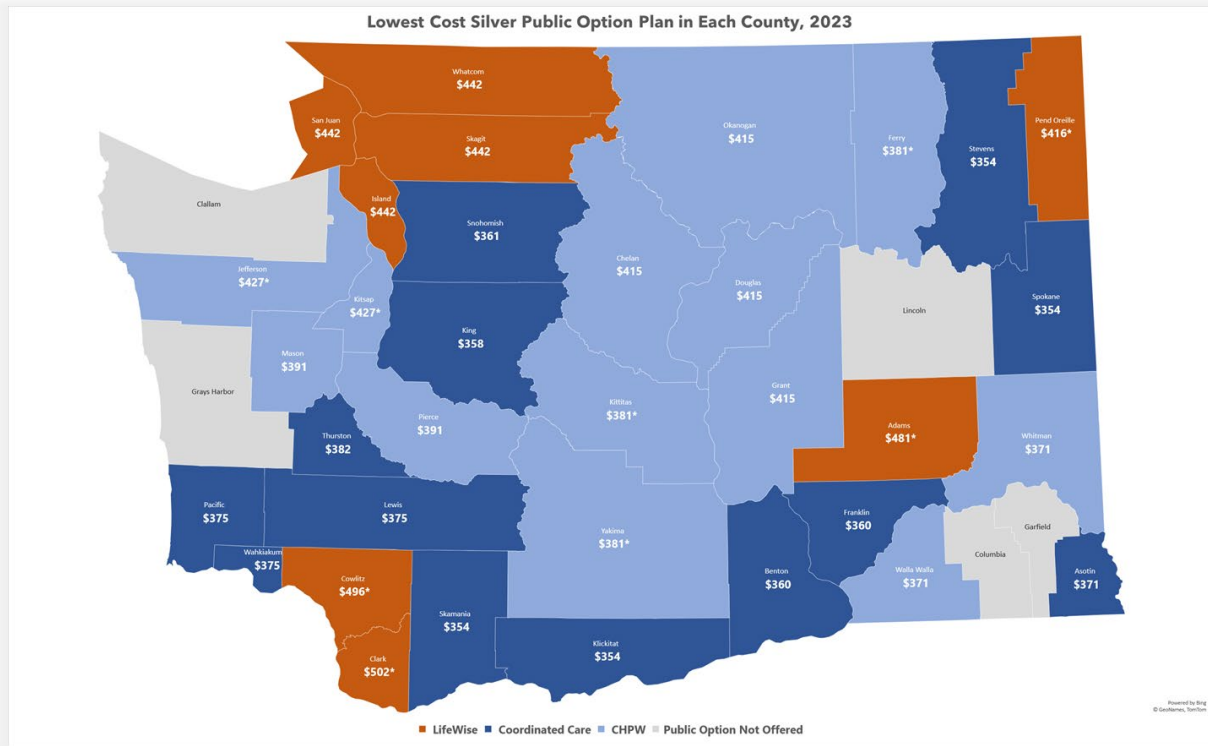 Lowest Cost Silver Public Option Plan in Each County, 2023
Whatcom
$442
San Juan
$442
Skagit
$442
Okanogan
$415
Ferry
$381*
Stevens
$354
Pend Oreille
$416*
Clallam
Island
$442
Snohomish
$361
Chelan
$415
Douglas
$415
Jefferson
$427*
Kitsap
$427*
Lincoln
Spokane
$354
King
$358
Mason
$391
Grays Harbor
Kittitas
$381*
Grant
$415
Pierce
$391
Adams
$481*
Whitman
$371
Thurston
$382
Pacific
$375
Lewis
$375
Yakima
$381*
Franklin
$360
Garfield
Columbia
Wahkiakum
$375
Benton
$360
Walla Walla
$371
Asotin
$371
Cowlitz
$496*
Skamania
$354
Klickitat
$354
Clark
$502*
LifeWise Coordinated Care CHPW Public Option Not Offered
Powered by Bing
© GeoNames, TomTom